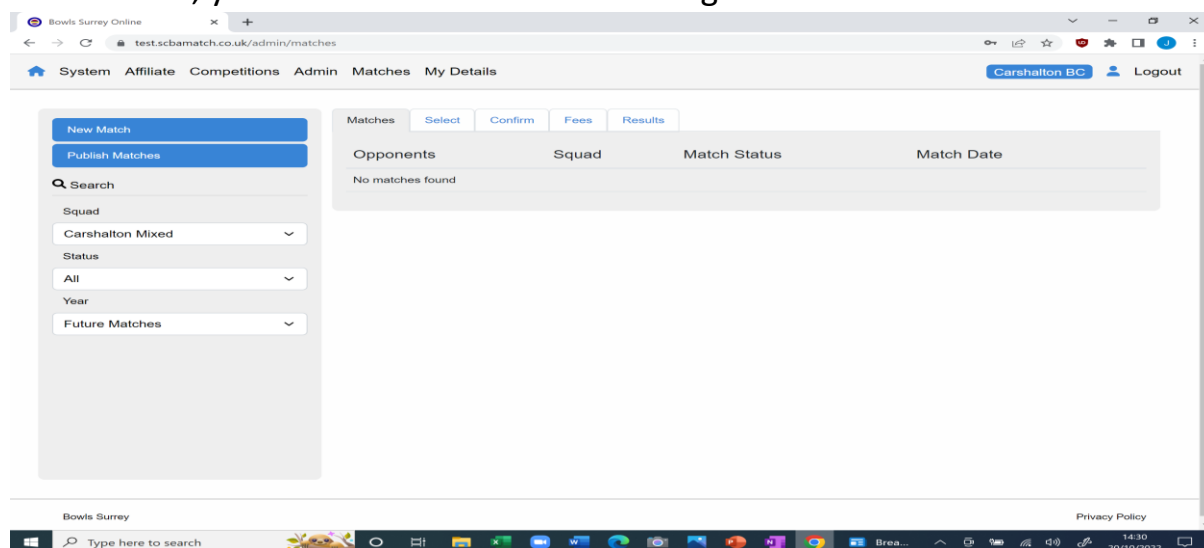 Bowls Surrey Online
test.scbamatch.co.uk/admin/matches
System Affiliate Competitions Admin Matches My Details Carshalton BC Logout
New Match
Publish Matches
Search
Squad
Carshalton Mixed
Status
All
Year
Future Matches
Matches Select Confirm Fees Results
Opponents Squad Match Status Match Date
No matches found
Bowls Surrey Privacy Policy
Type here to search Brea... 14:30